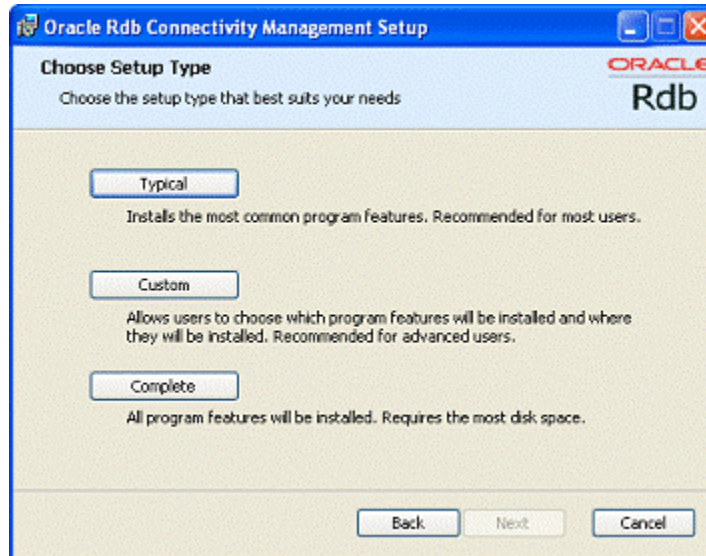 Oracle Rdb Connectivity Management Setup
Choose Setup Type
Choose the setup type that best suits your needs
ORACLE
Rdb
Typical
Installs the most common program features. Recommended for most users.
Custom
Allows users to choose which program features will be installed and where
they will be installed. Recommended for advanced users.
Complete
All program features will be installed. Requires the most disk space.
Back
Next
Cancel